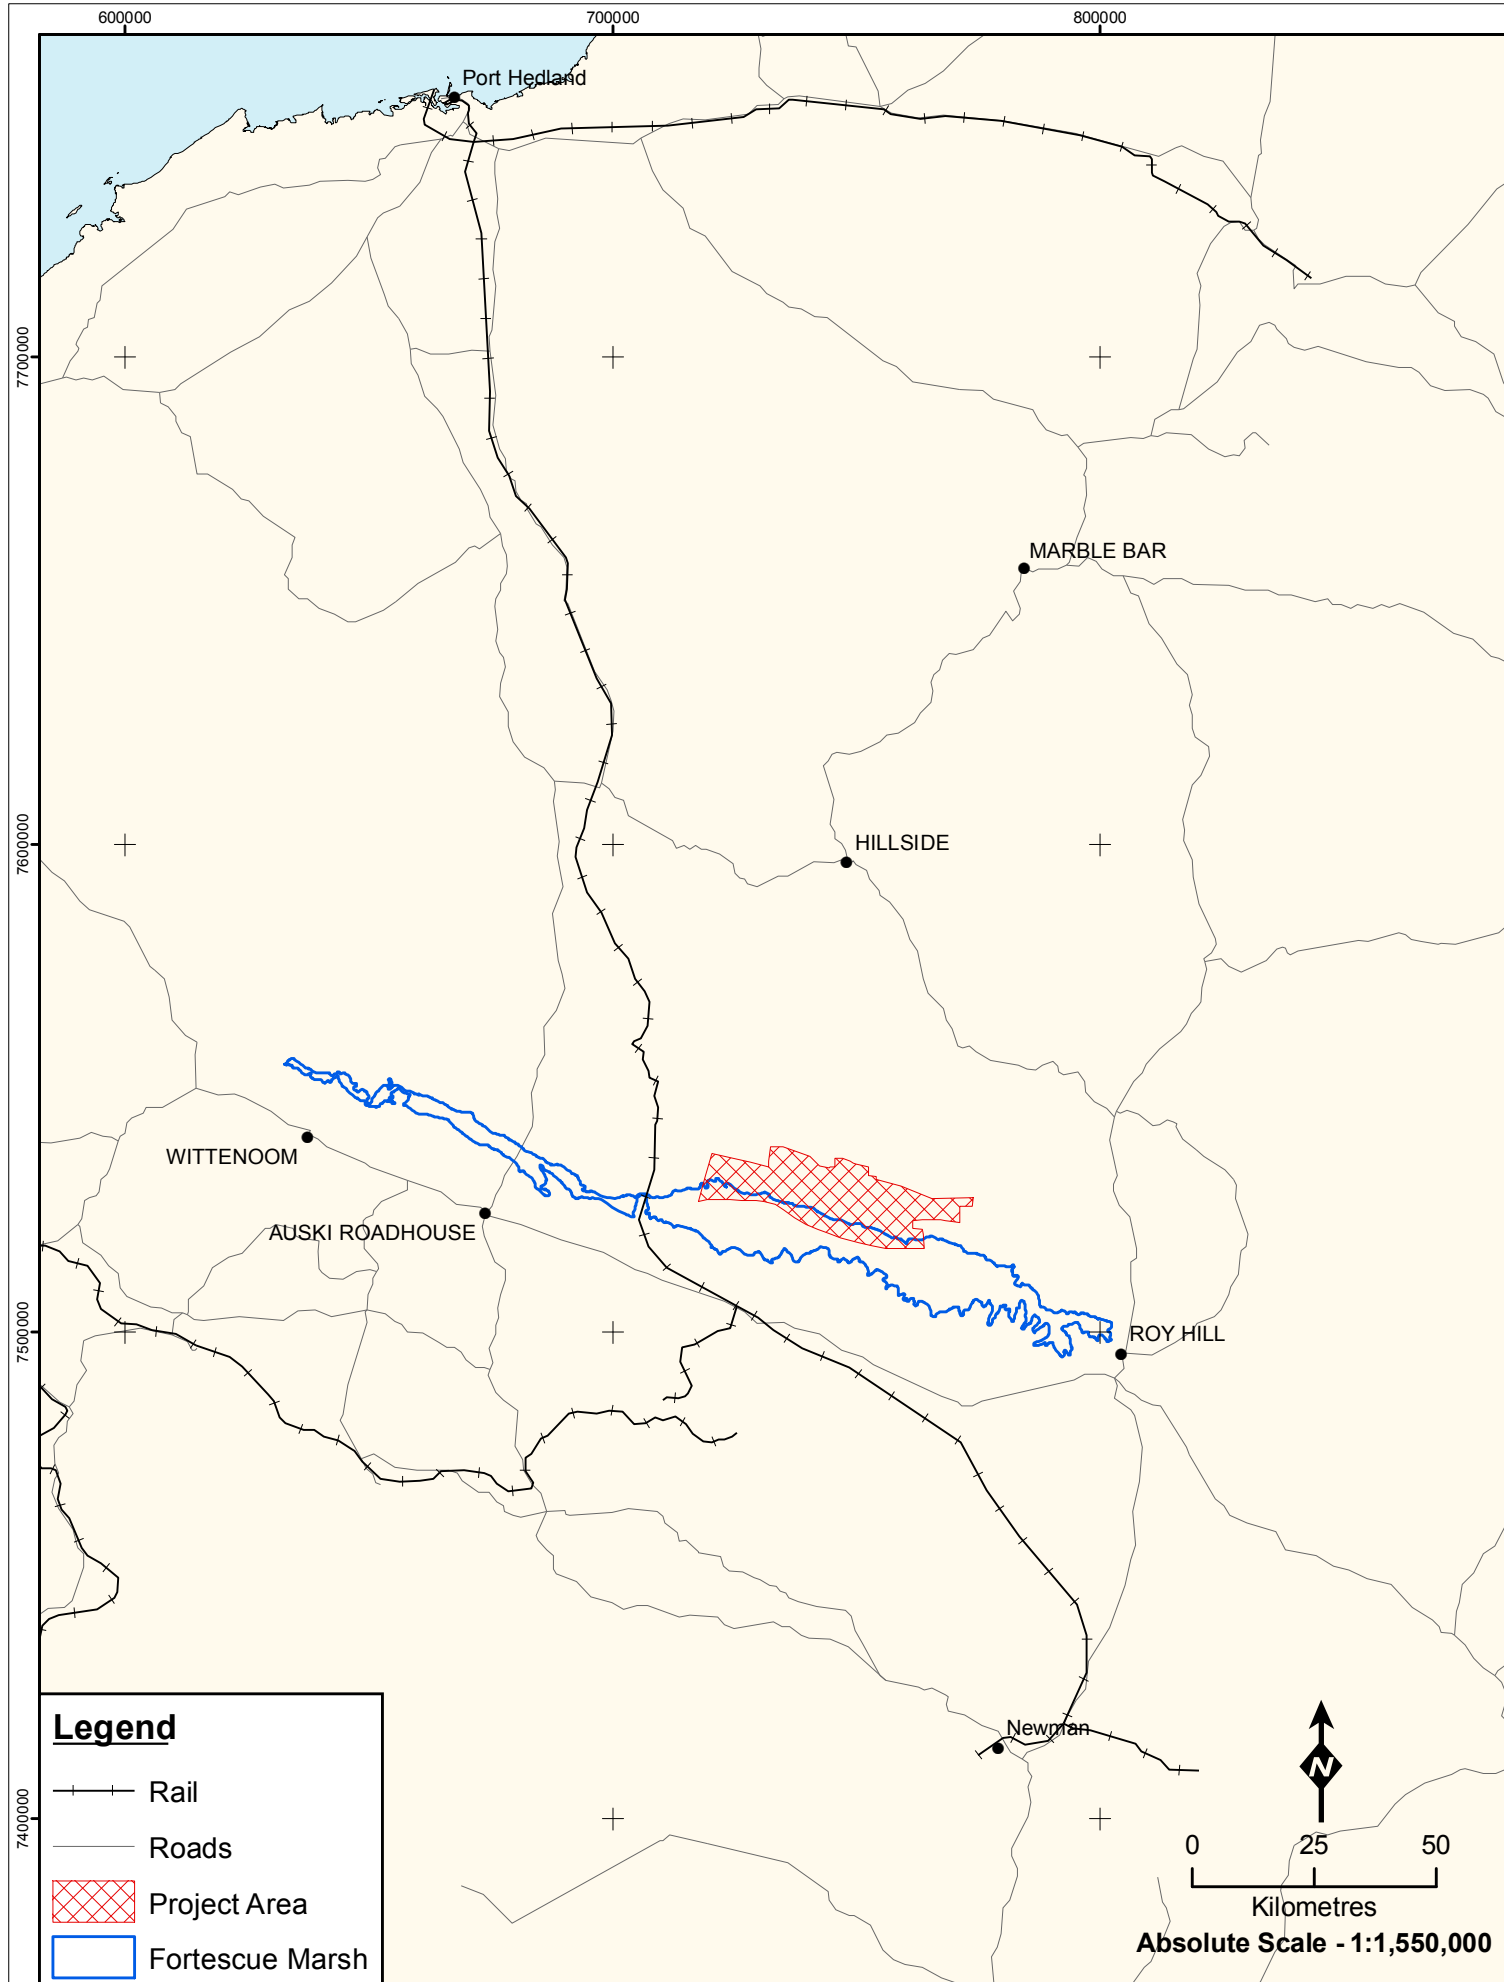 600000 700000 800000
Port Hedland
7700000
MARBLE BAR
7600000
HILLSIDE
WITTENOOM
AUSKI ROADHOUSE
7500000
ROY HILL
Newman
7400000
Legend
Rail
Roads
Project Area
Fortescue Marsh
N
0 25 50
Kilometres
Absolute Scale - 1:1,550,000